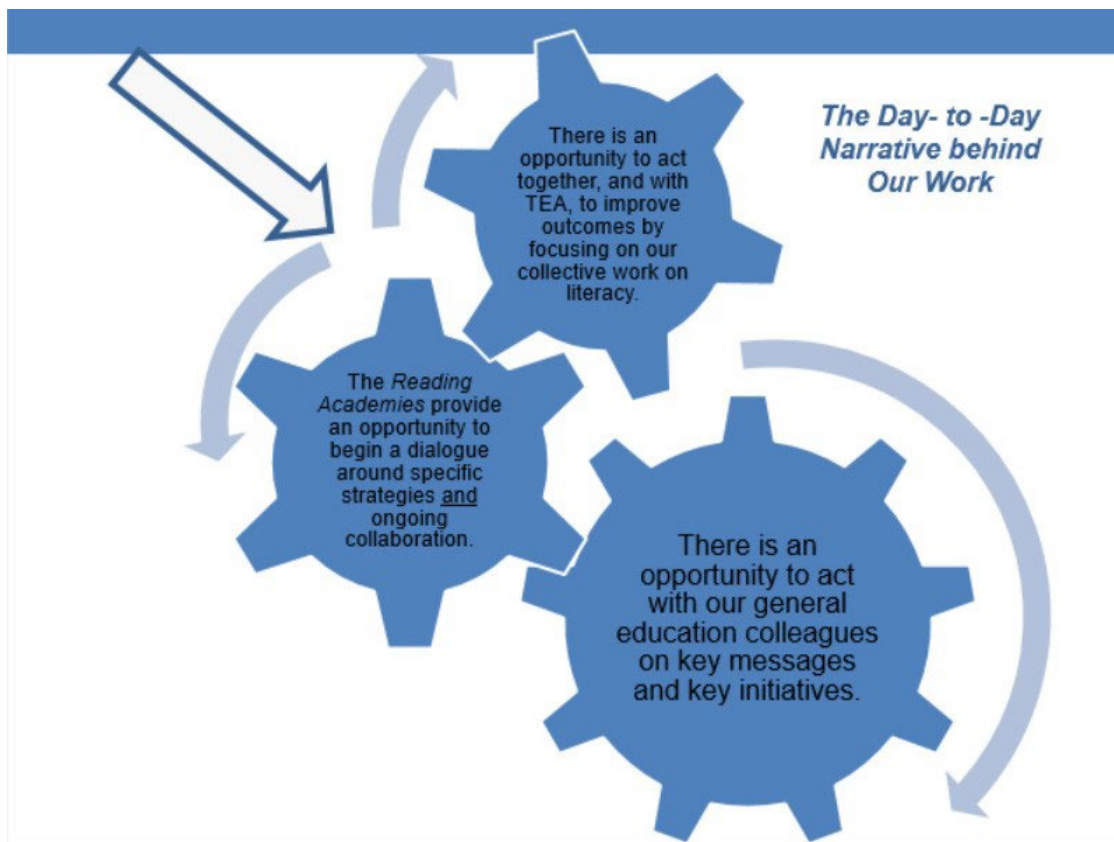 The Day- to -Day
Narrative behind
Our Work
There is an
opportunity to act
together, and with
TEA, to improve
outcomes by
focusing on our
collective work on
literacy.
The Reading
Academies provide
an opportunity to
begin a dialogue
around specific
strategies and
ongoing
collaboration.
There is an
opportunity to act
with our general
education colleagues
on key messages
and key initiatives.